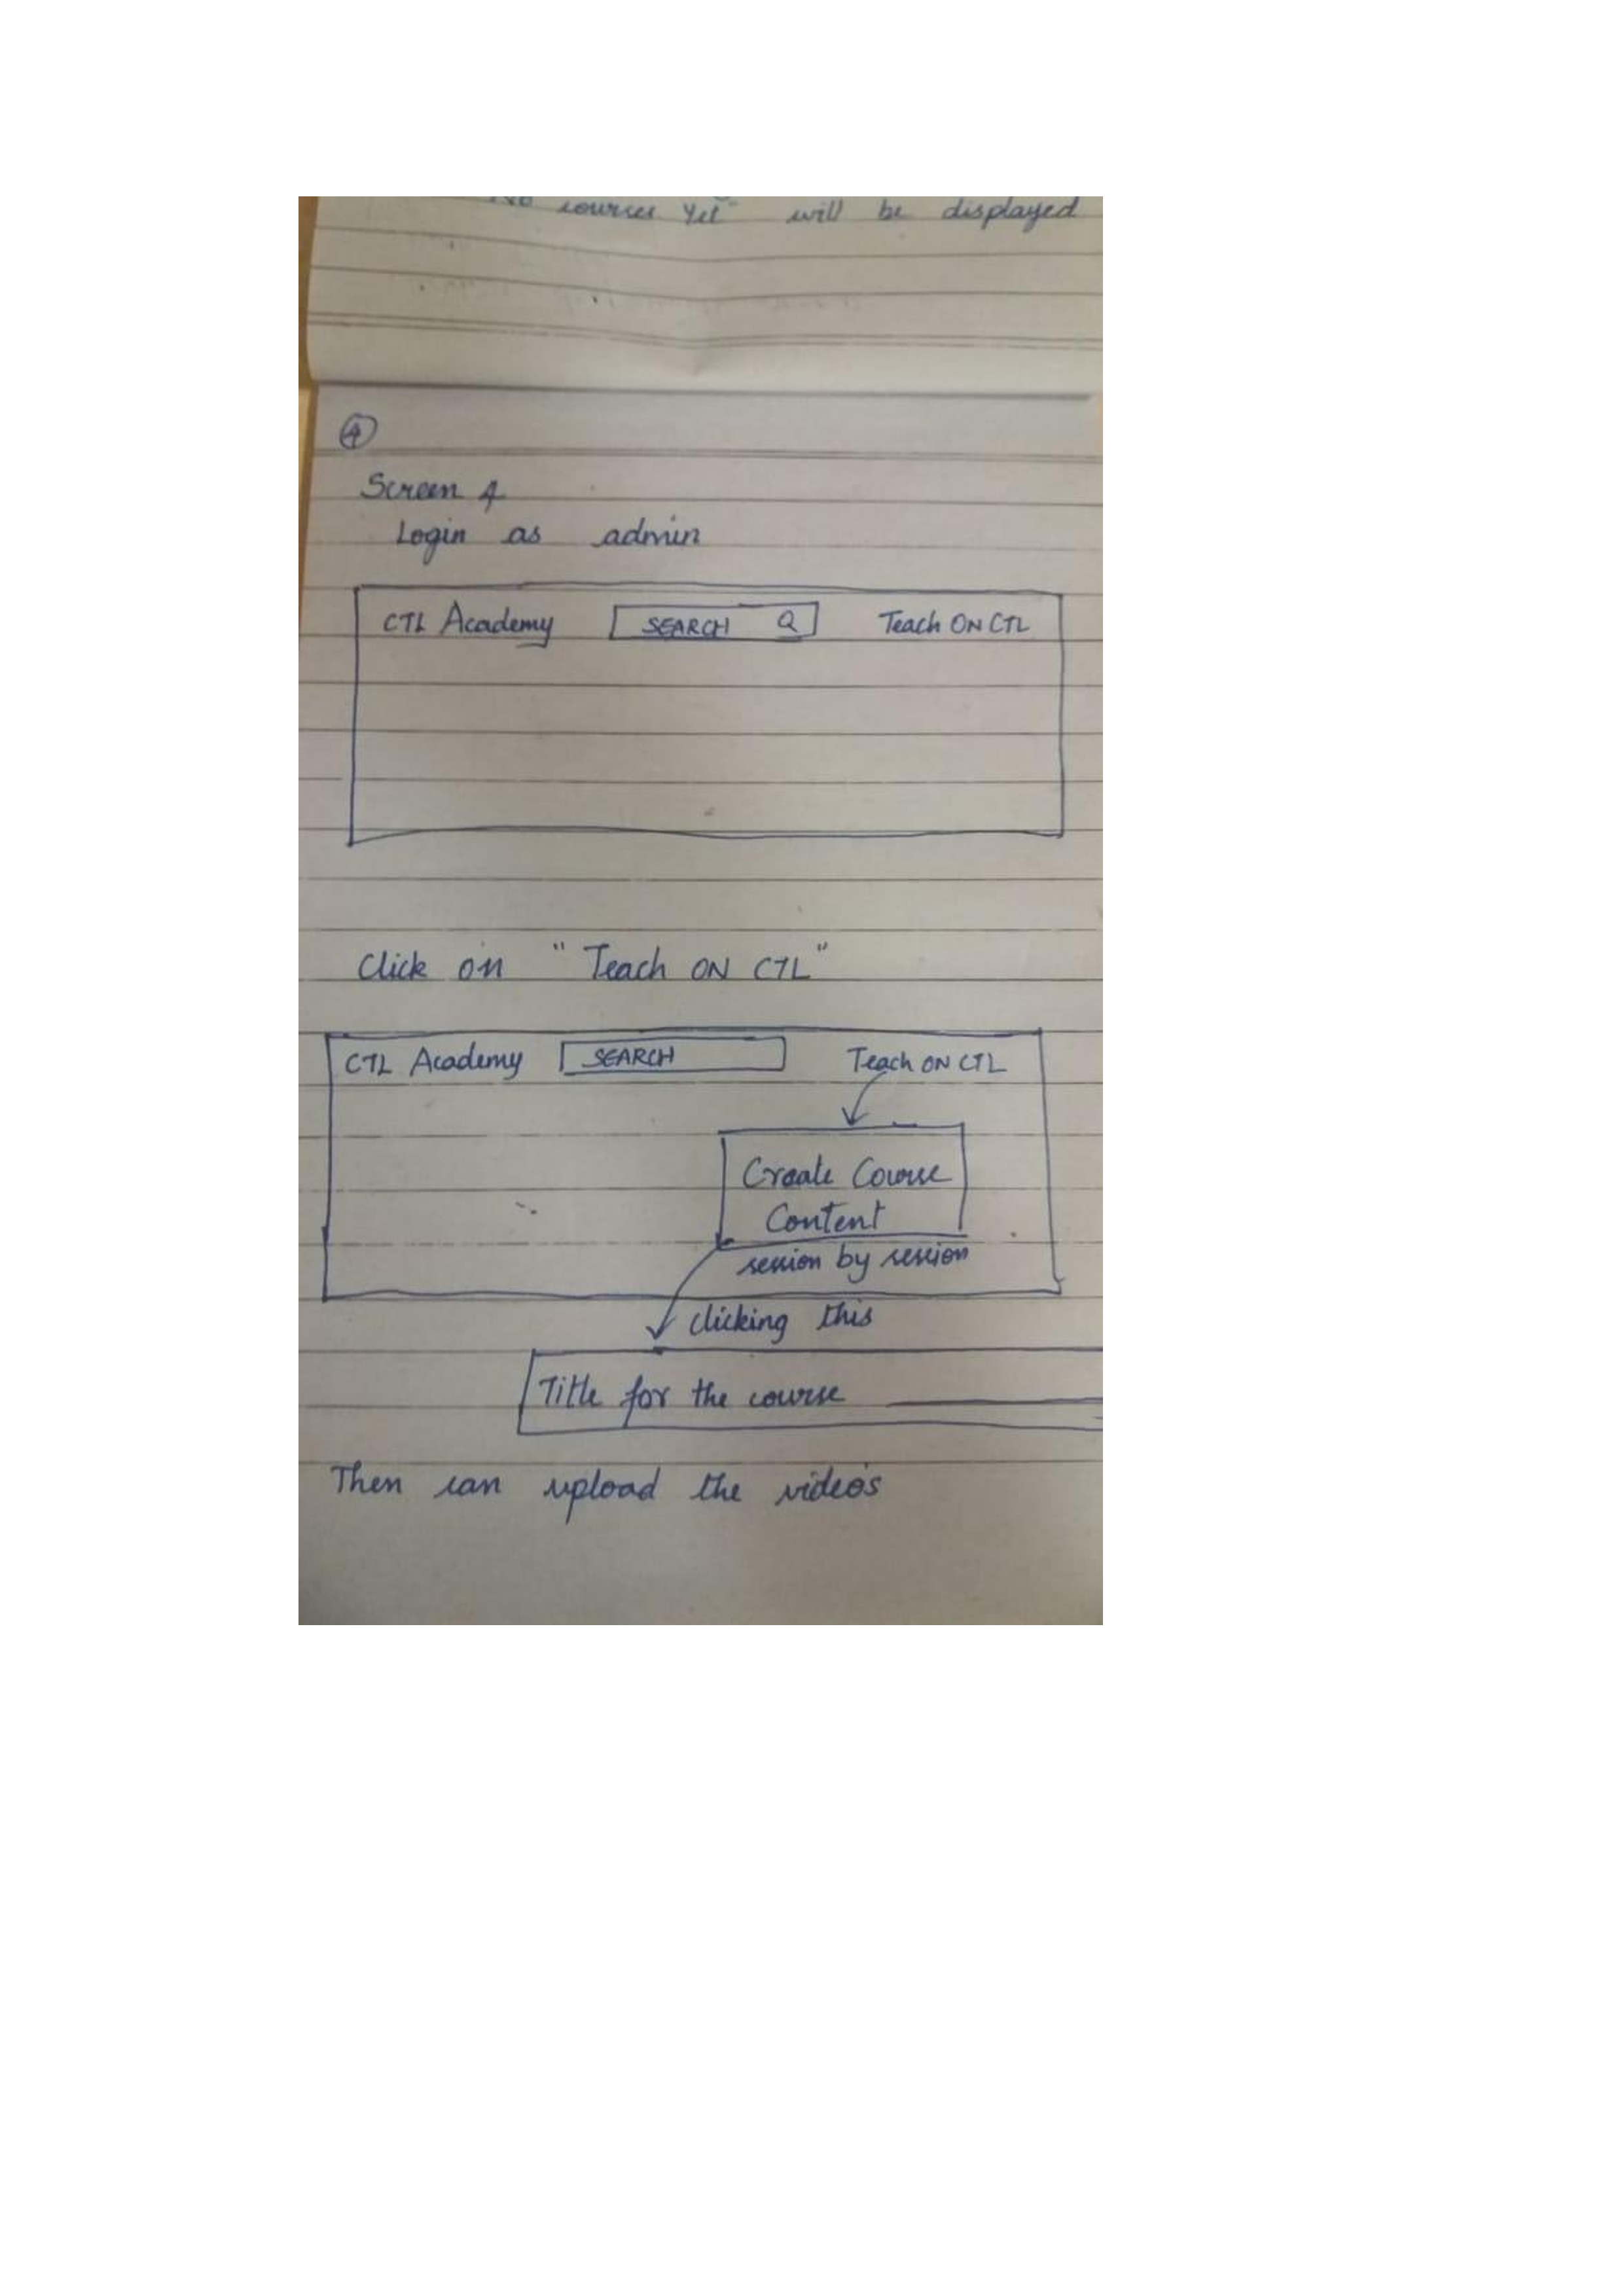 "No courses Yet" will be displayed
4
Screen 4
Login as admin
CTL Academy SEARCH Teach ON CTL
Click on "Teach ON CTL"
CTL Academy SEARCH Teach ON CTL
Create Course
Content
session by session
clicking this
Title for the course
Then can upload the video's